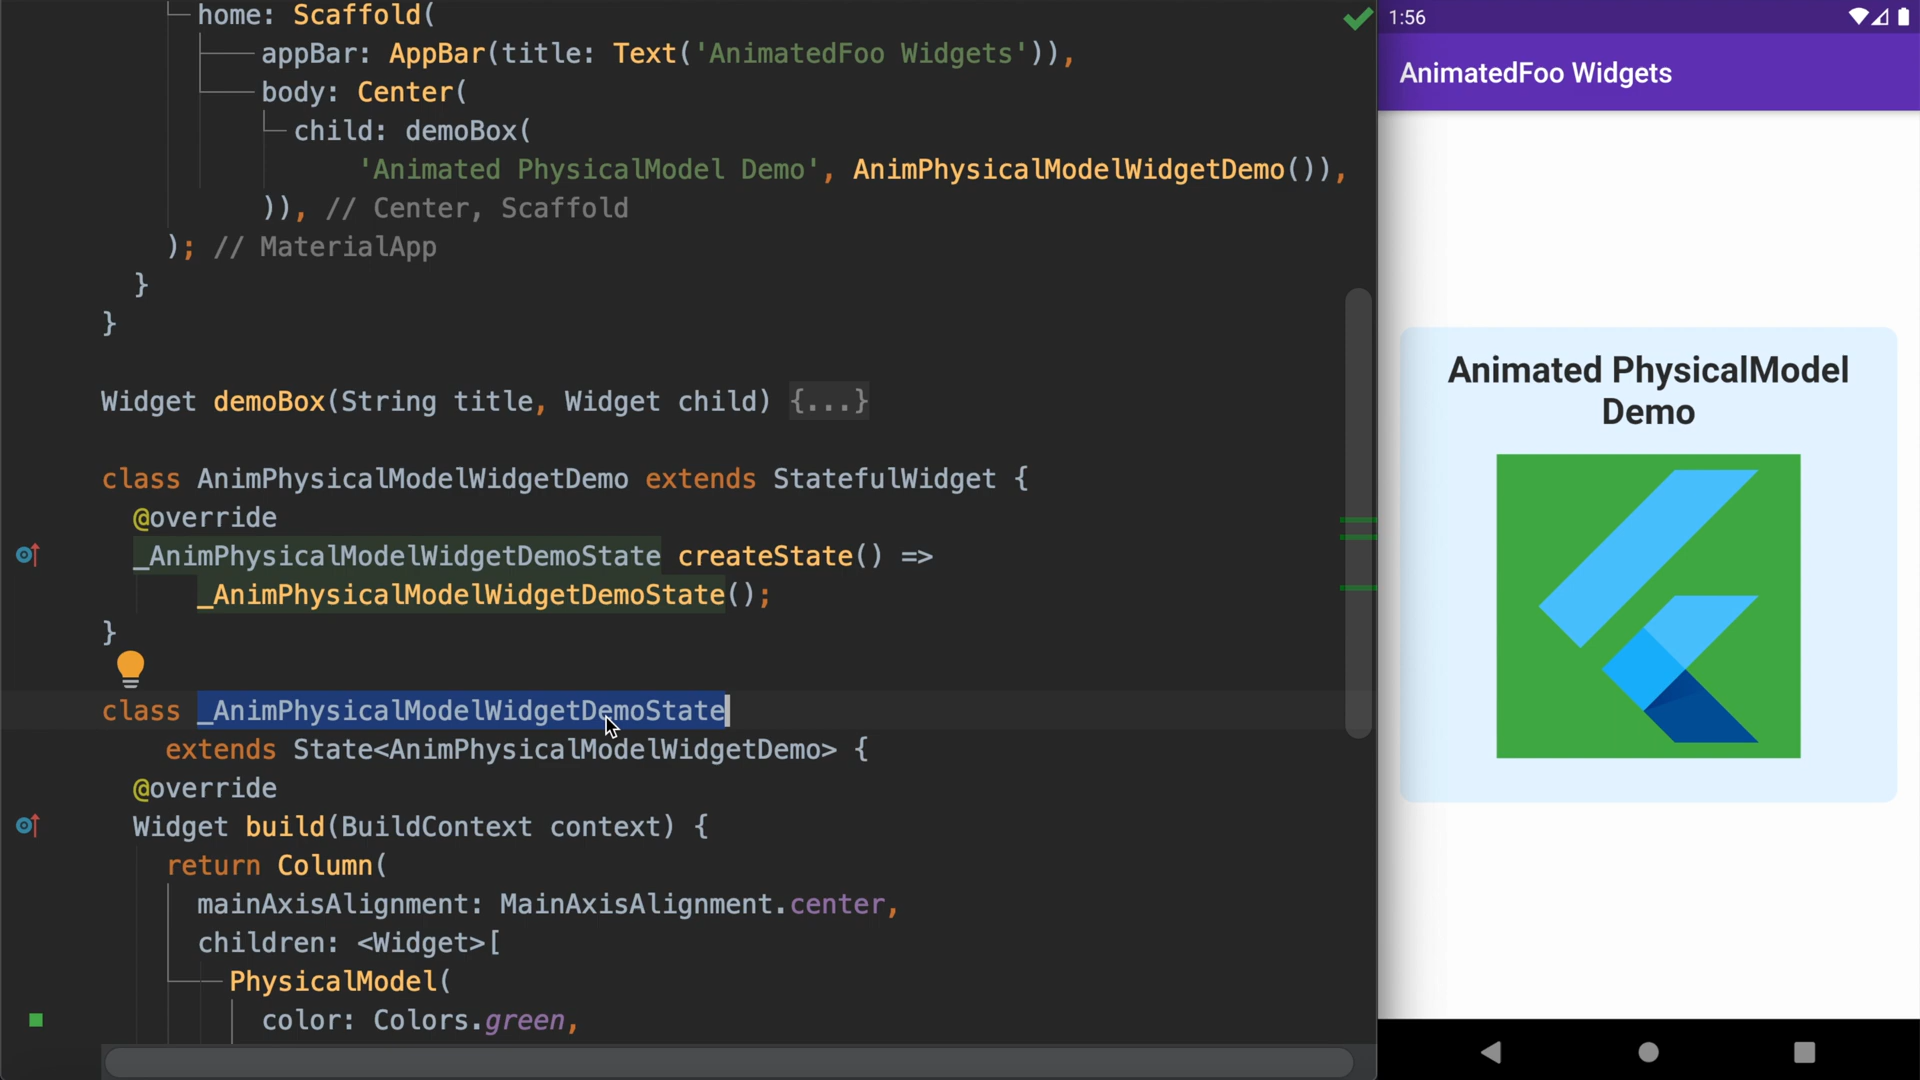 home: Scaffold(
appBar: AppBar(title: Text('AnimatedFoo Widgets')),
body: Center(
child: demoBox(
'Animated PhysicalModel Demo', AnimPhysicalModelWidgetDemo()),
)), // Center, Scaffold
); // MaterialApp
}
}
Widget demoBox(String title, Widget child) {...}
class AnimPhysicalModelWidgetDemo extends StatefulWidget {
@override
_AnimPhysicalModelWidgetDemoState createState() =>
_AnimPhysicalModelWidgetDemoState();
}
class _AnimPhysicalModelWidgetDemoState
extends State<AnimPhysicalModelWidgetDemo> {
@override
Widget build(BuildContext context) {
return Column(
mainAxisAlignment: MainAxisAlignment.center,
children: <Widget>[
PhysicalModel(
color: Colors.green,
1:56
AnimatedFoo Widgets
Animated PhysicalModel
Demo